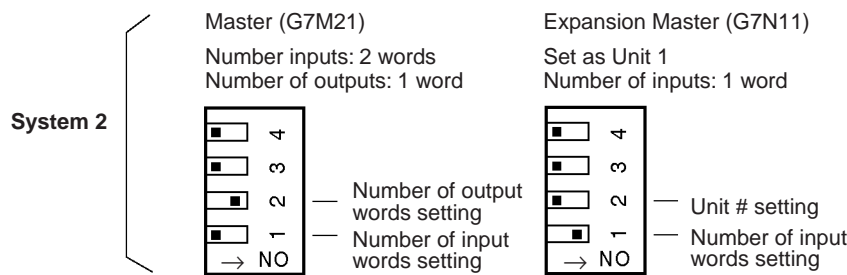 System 2
Master (G7M21)
Number inputs: 2 words
Number of outputs: 1 word
4
3
2
1
→ NO
Number of output
words setting
Number of input
words setting
Expansion Master (G7N11)
Set as Unit 1
Number of inputs: 1 word
4
3
2
1
→ NO
Unit # setting
Number of input
words setting